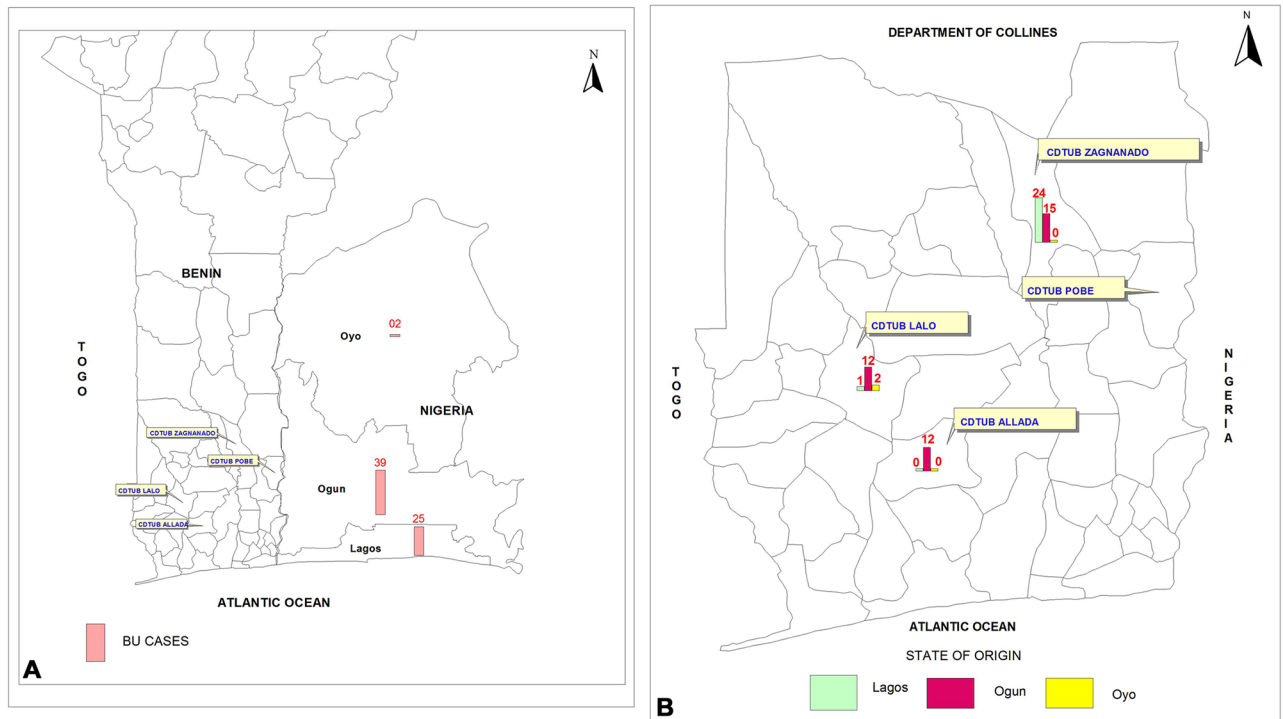 N
BENIN
TOGO
Oyo
02
NIGERIA
CDTUB ZAGNANADO
CDTUB POBE
CDTUB LALO
CDTUB ALLADA
39
Ogun
25
Lagos
ATLANTIC OCEAN
BU CASES
A
DEPARTMENT OF COLLINES
N
CDTUB ZAGNANADO
24
15
0
CDTUB POBE
CDTUB LALO
12
1
2
TOGO
NIGERIA
CDTUB ALLADA
12
0
0
ATLANTIC OCEAN
STATE OF ORIGIN
Lagos
Ogun
Oyo
B